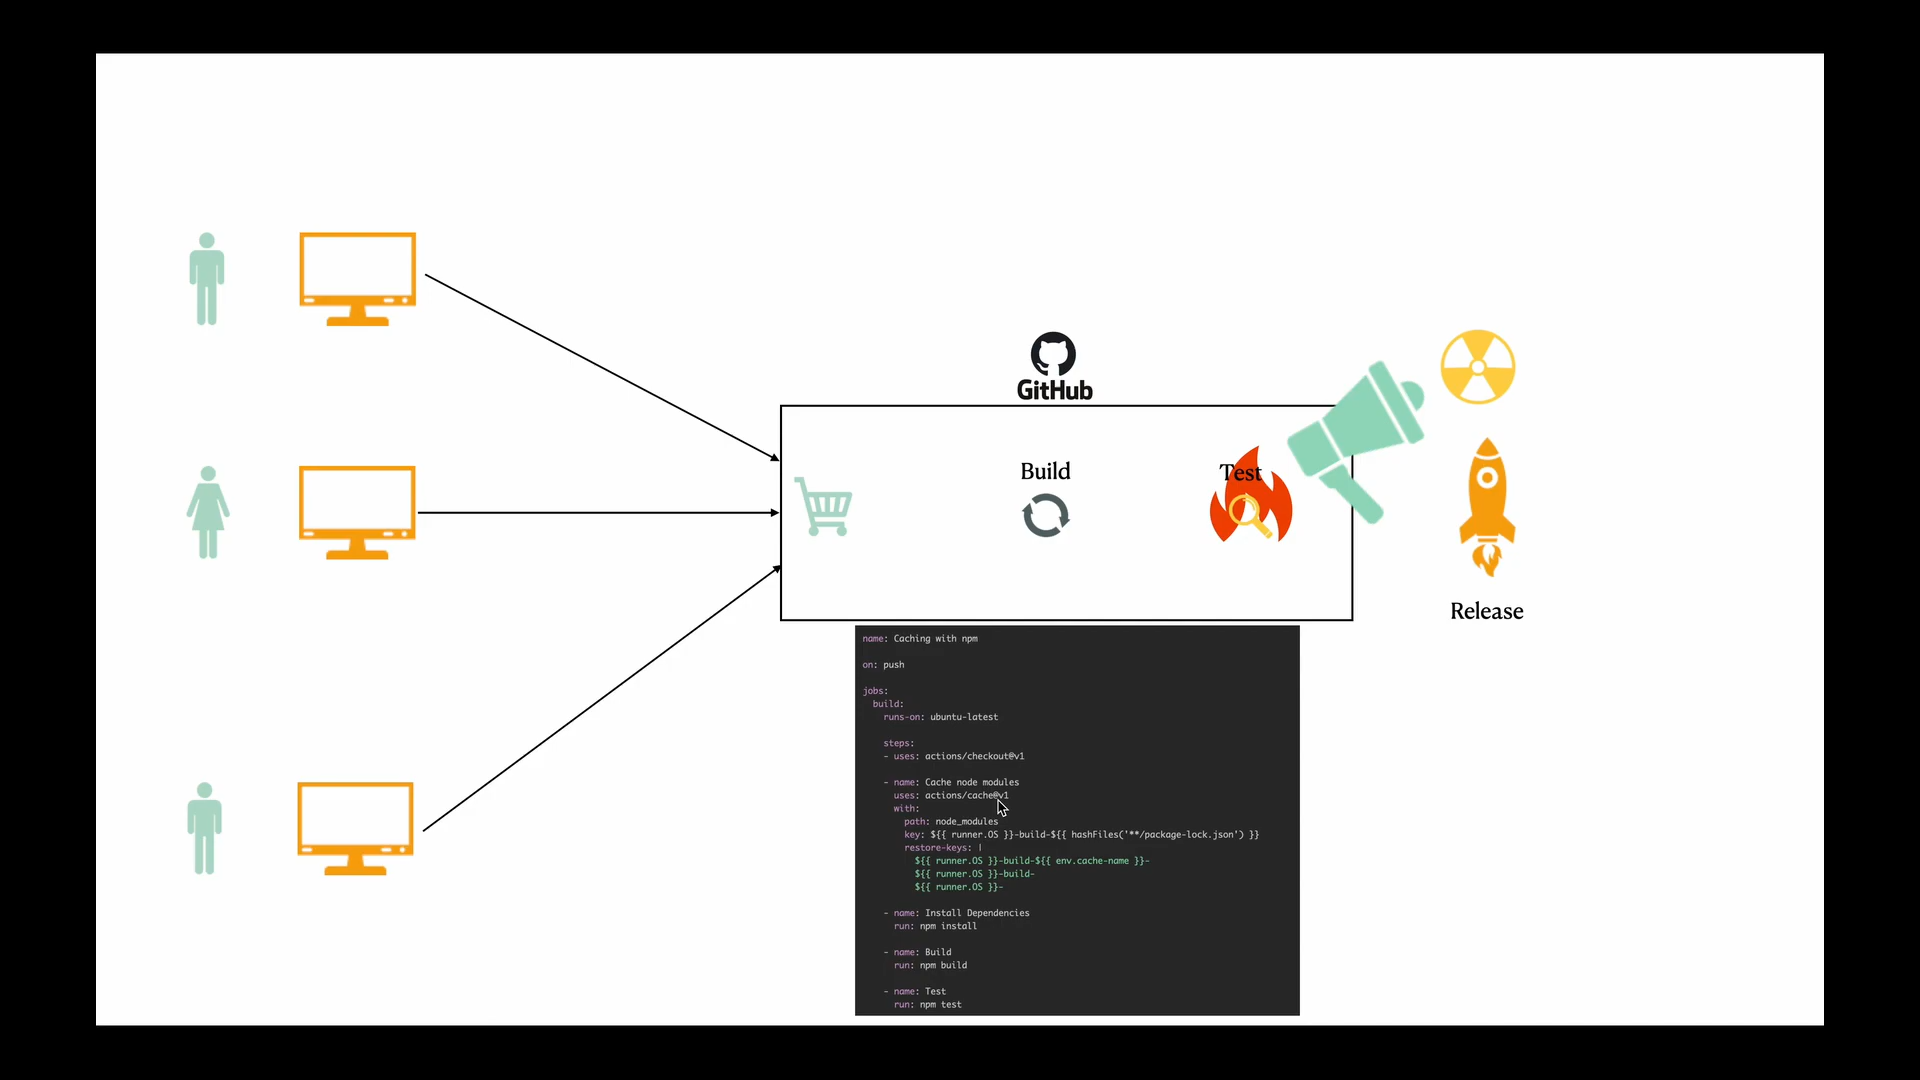 GitHub
Build
Test
Release
name: Caching with npm
on: push
jobs:
build:
runs-on: ubuntu-latest
steps:
- uses: actions/checkout@v1
- name: Cache node modules
uses: actions/cache@v1
with:
path: node_modules
key: ${{ runner.OS }}-build-${{ hashFiles('**/package-lock.json') }}
restore-keys: |
${{ runner.OS }}-build-${{ env.cache-name }}-
${{ runner.OS }}-build-
${{ runner.OS }}-
- name: Install Dependencies
run: npm install
- name: Build
run: npm build
- name: Test
run: npm test